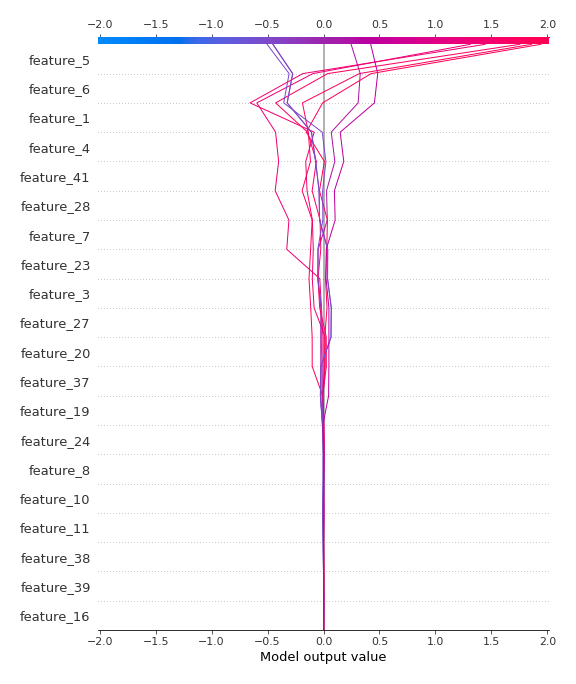 −2.0 −1.5 −1.0 −0.5 0.0 0.5 1.0 1.5 2.0
feature_5
feature_6
feature_1
feature_4
feature_41
feature_28
feature_7
feature_23
feature_3
feature_27
feature_20
feature_37
feature_19
feature_24
feature_8
feature_10
feature_11
feature_38
feature_39
feature_16
−2.0 −1.5 −1.0 −0.5 0.0 0.5 1.0 1.5 2.0
Model output value